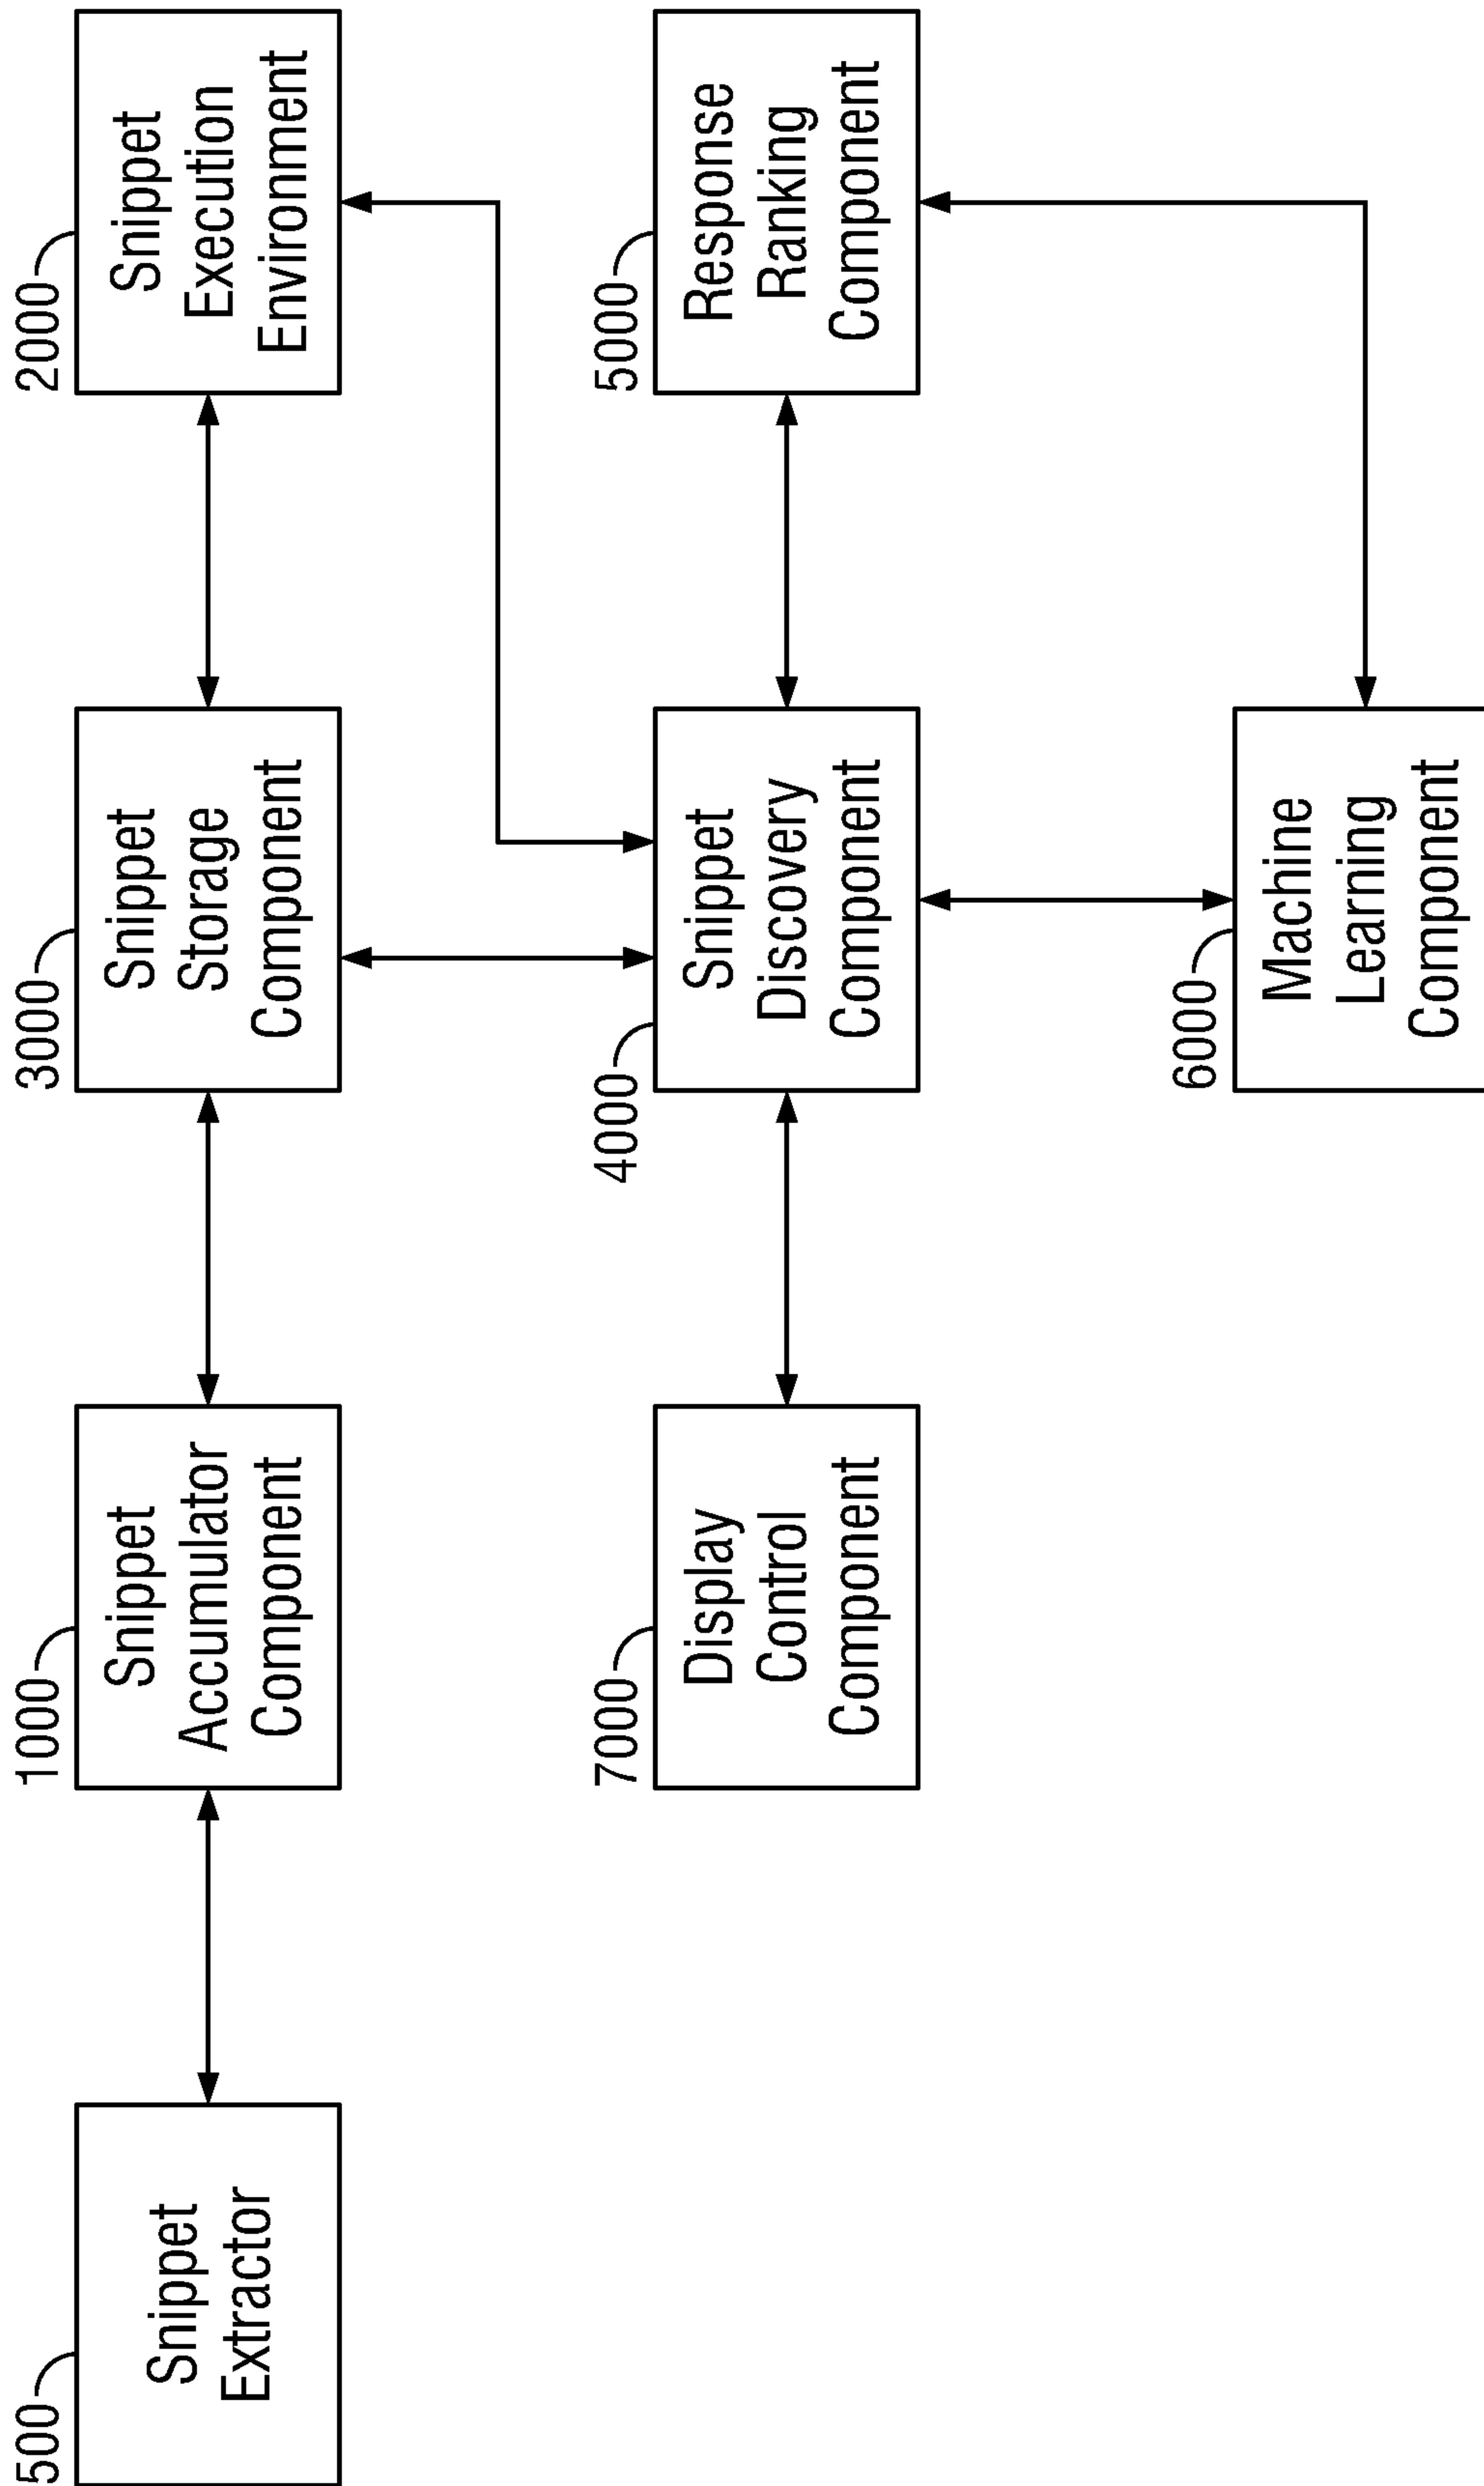 500
Snippet
Extractor
1000
Snippet
Accumulator
Component
3000
Snippet
Storage
Component
2000
Snippet
Execution
Environment
7000
Display
Control
Component
4000
Snippet
Discovery
Component
5000
Response
Ranking
Component
6000
Machine
Learning
Component